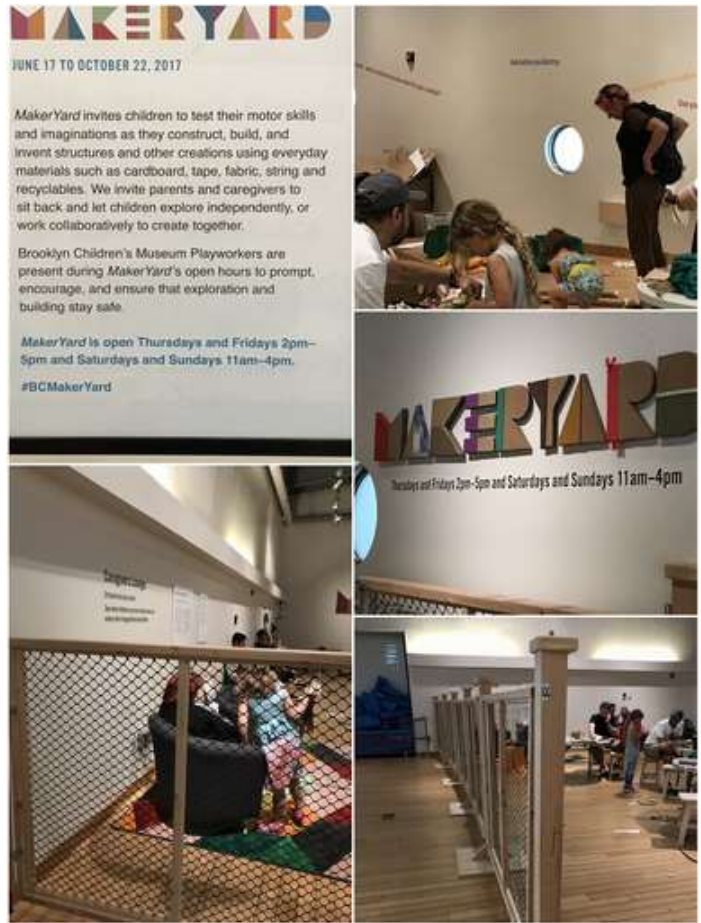 MAKERYARD
JUNE 17 TO OCTOBER 22, 2017
MakerYard invites children to test their motor skills
and imaginations as they construct, build, and
invent structures and other creations using everyday
materials such as cardboard, tape, fabric, string and
recyclables. We invite parents and caregivers to
sit back and let children explore independently, or
work collaboratively to create together.
Brooklyn Children's Museum Playworkers are
present during MakerYard's open hours to prompt,
encourage, and ensure that exploration and
building stay safe.
MakerYard is open Thursdays and Fridays 2pm–
5pm and Saturdays and Sundays 11am–4pm.
#BCMakerYard
MAKERYARD
Thursdays and Fridays 2pm–5pm and Saturdays and Sundays 11am–4pm